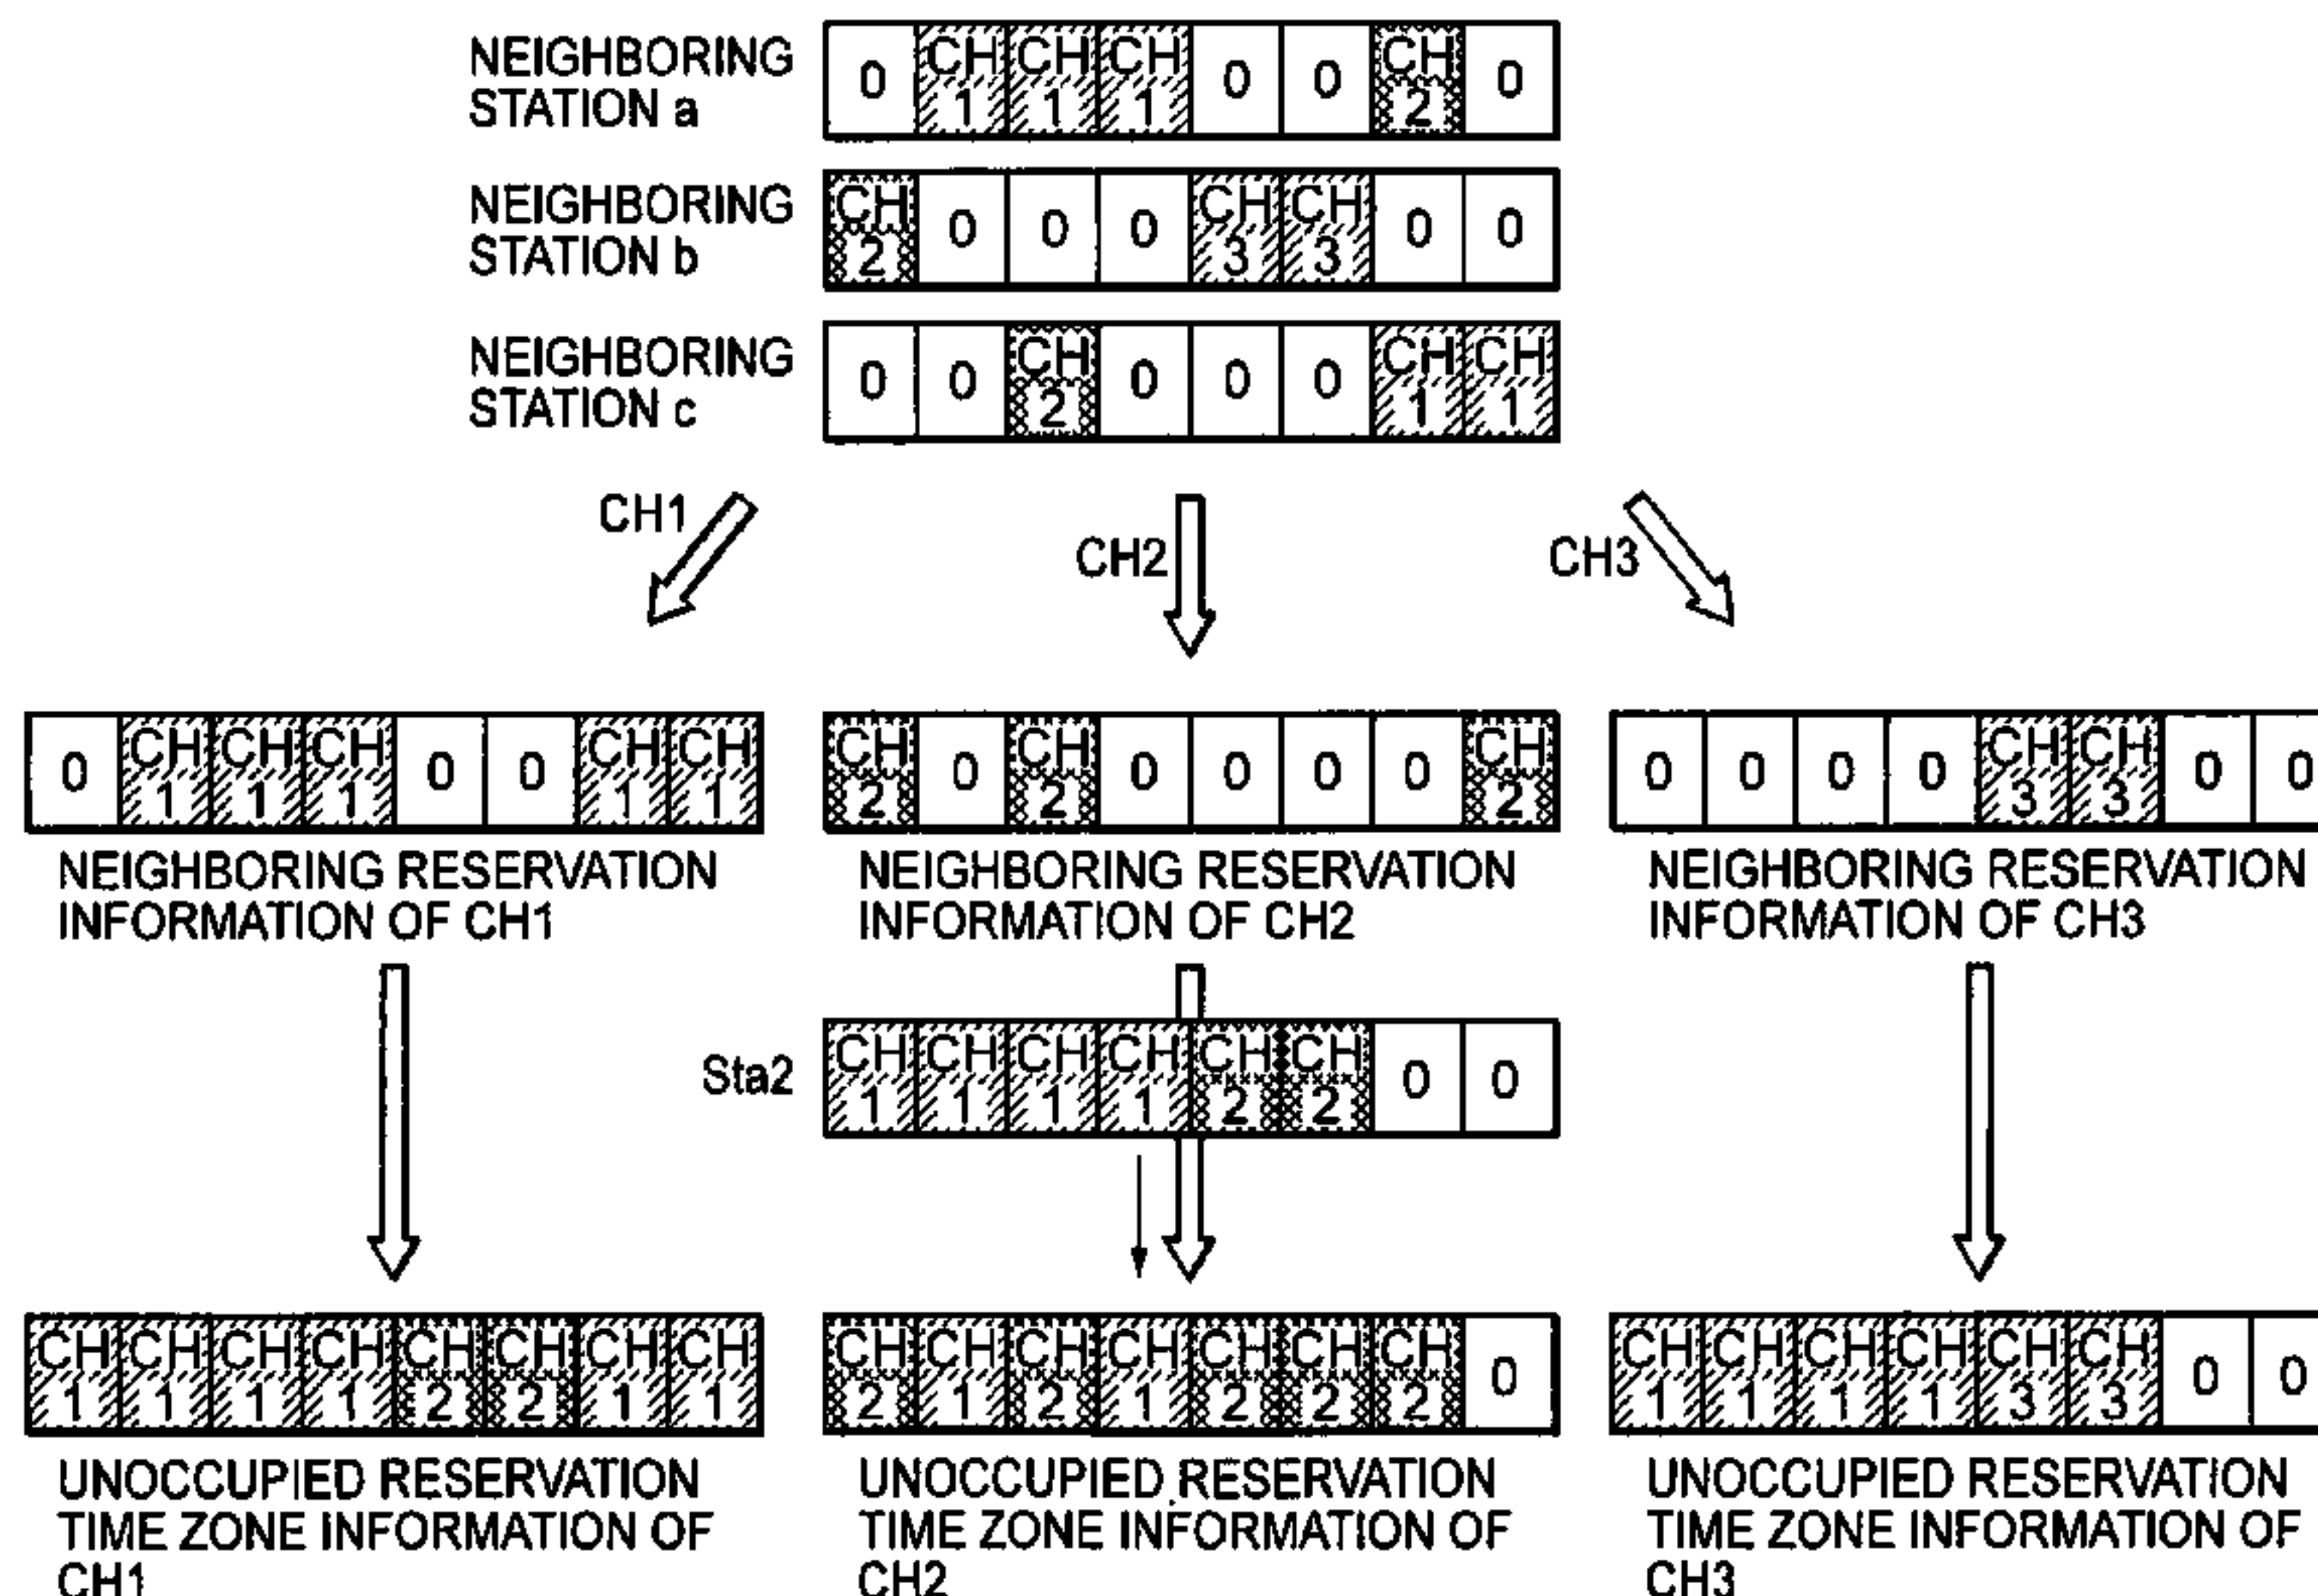 NEIGHBORING
STATION a
0 CH 1 CH 1 CH 1 0 0 CH 2 0
NEIGHBORING
STATION b
CH 2 0 0 0 CH 3 CH 3 0 0
NEIGHBORING
STATION c
0 0 CH 2 0 0 0 CH 1 CH 1
CH1
CH2
CH3
0 CH 1 CH 1 CH 1 0 0 CH 1 CH 1
NEIGHBORING RESERVATION
INFORMATION OF CH1
CH 2 0 CH 2 0 0 0 0 CH 2
NEIGHBORING RESERVATION
INFORMATION OF CH2
0 0 0 0 CH 3 CH 3 0 0
NEIGHBORING RESERVATION
INFORMATION OF CH3
Sta2
CH 1 CH 1 CH 1 CH 1 CH 2 CH 2 0 0
CH 1 CH 1 CH 1 CH 1 CH 2 CH 2 CH 1 CH 1
UNOCCUPIED RESERVATION
TIME ZONE INFORMATION OF
CH1
CH 2 CH 1 CH 2 CH 1 CH 2 CH 2 CH 2 0
UNOCCUPIED RESERVATION
TIME ZONE INFORMATION OF
CH2
CH 1 CH 1 CH 1 CH 1 CH 3 CH 3 0 0
UNOCCUPIED RESERVATION
TIME ZONE INFORMATION OF
CH3